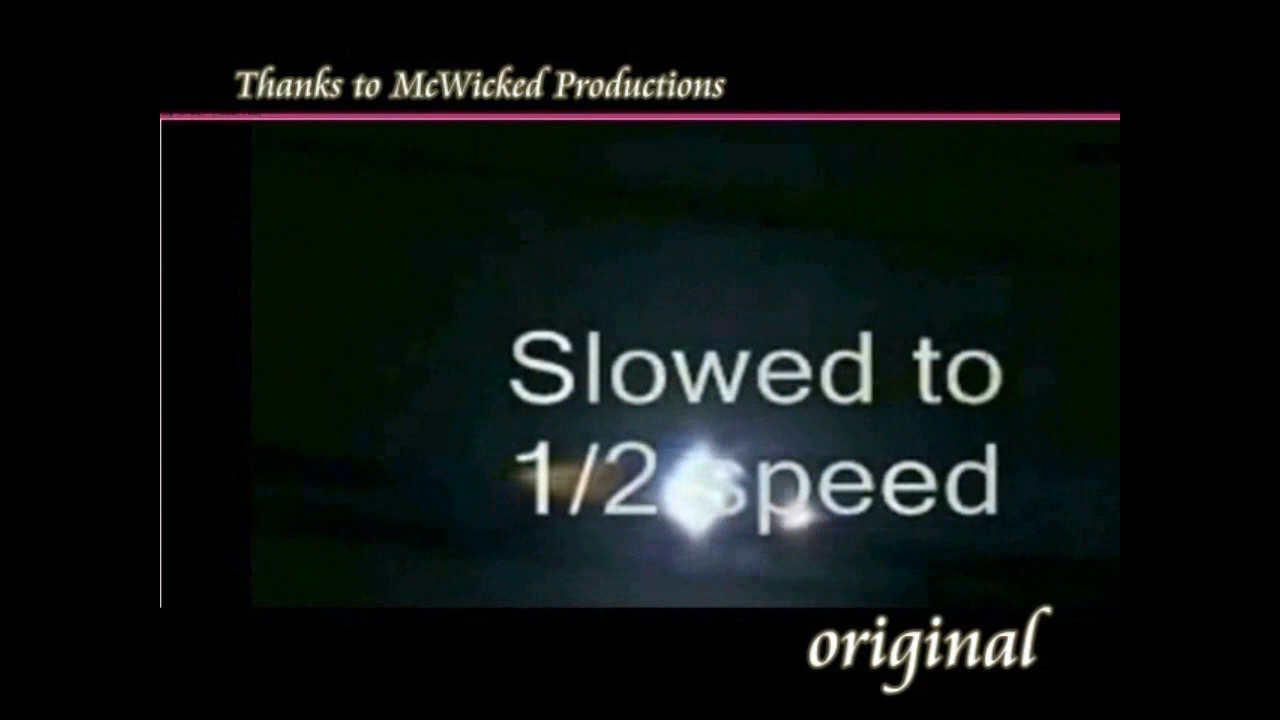 Thanks to McWicked Productions
Slowed to
1/2 speed
original